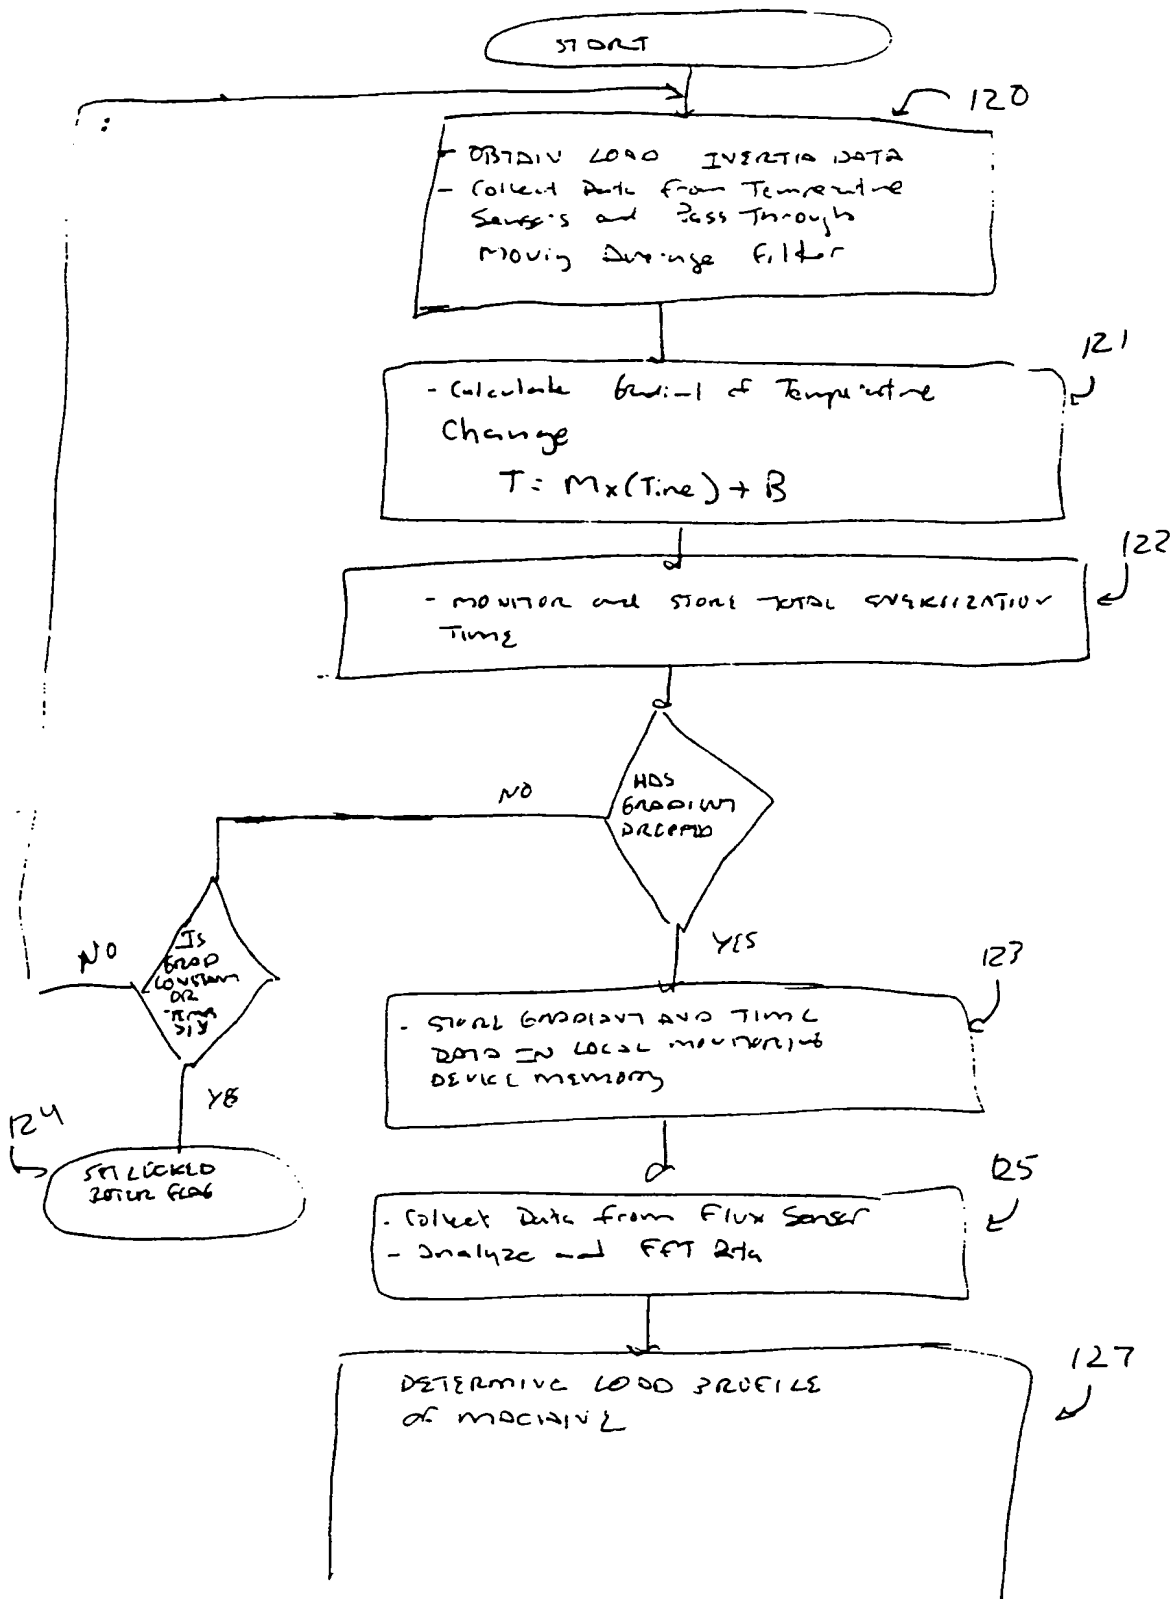 START
120
- OBTAIN LOAD INERTIA DATA
- Collect Data from Temperature
Sensors and Pass Through
Moving Average Filter
121
- Calculate Gradient of Temperature
Change
T = Mx(Time) + B
122
- MONITOR and STORE TOTAL ENERGIZATION
TIME
HAS
GRADIENT
DROPPED
NO
YES
IS
GRAD
CONSTANT
OR
NO
YES
123
- STORE GRADIENT AND TIME
DATA IN LOCAL MONITORING
DEVICE MEMORY
124
SET LOCKED
ROTOR FLAG
125
- Collect Data from Flux Sensor
- Analyze and FFT Data
127
DETERMINE LOAD PROFILE
of MACHINE